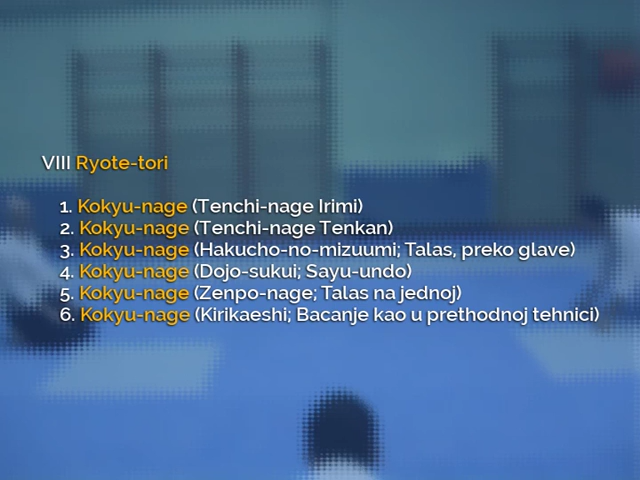 VIII Ryote-tori
1. Kokyu-nage (Tenchi-nage Irimi)
2. Kokyu-nage (Tenchi-nage Tenkan)
3. Kokyu-nage (Hakucho-no-mizuumi; Talas, preko glave)
4. Kokyu-nage (Dojo-sukui; Sayu-undo)
5. Kokyu-nage (Zenpo-nage; Talas na jednoj)
6. Kokyu-nage (Kirikaeshi; Bacanje kao u prethodnoj tehnici)